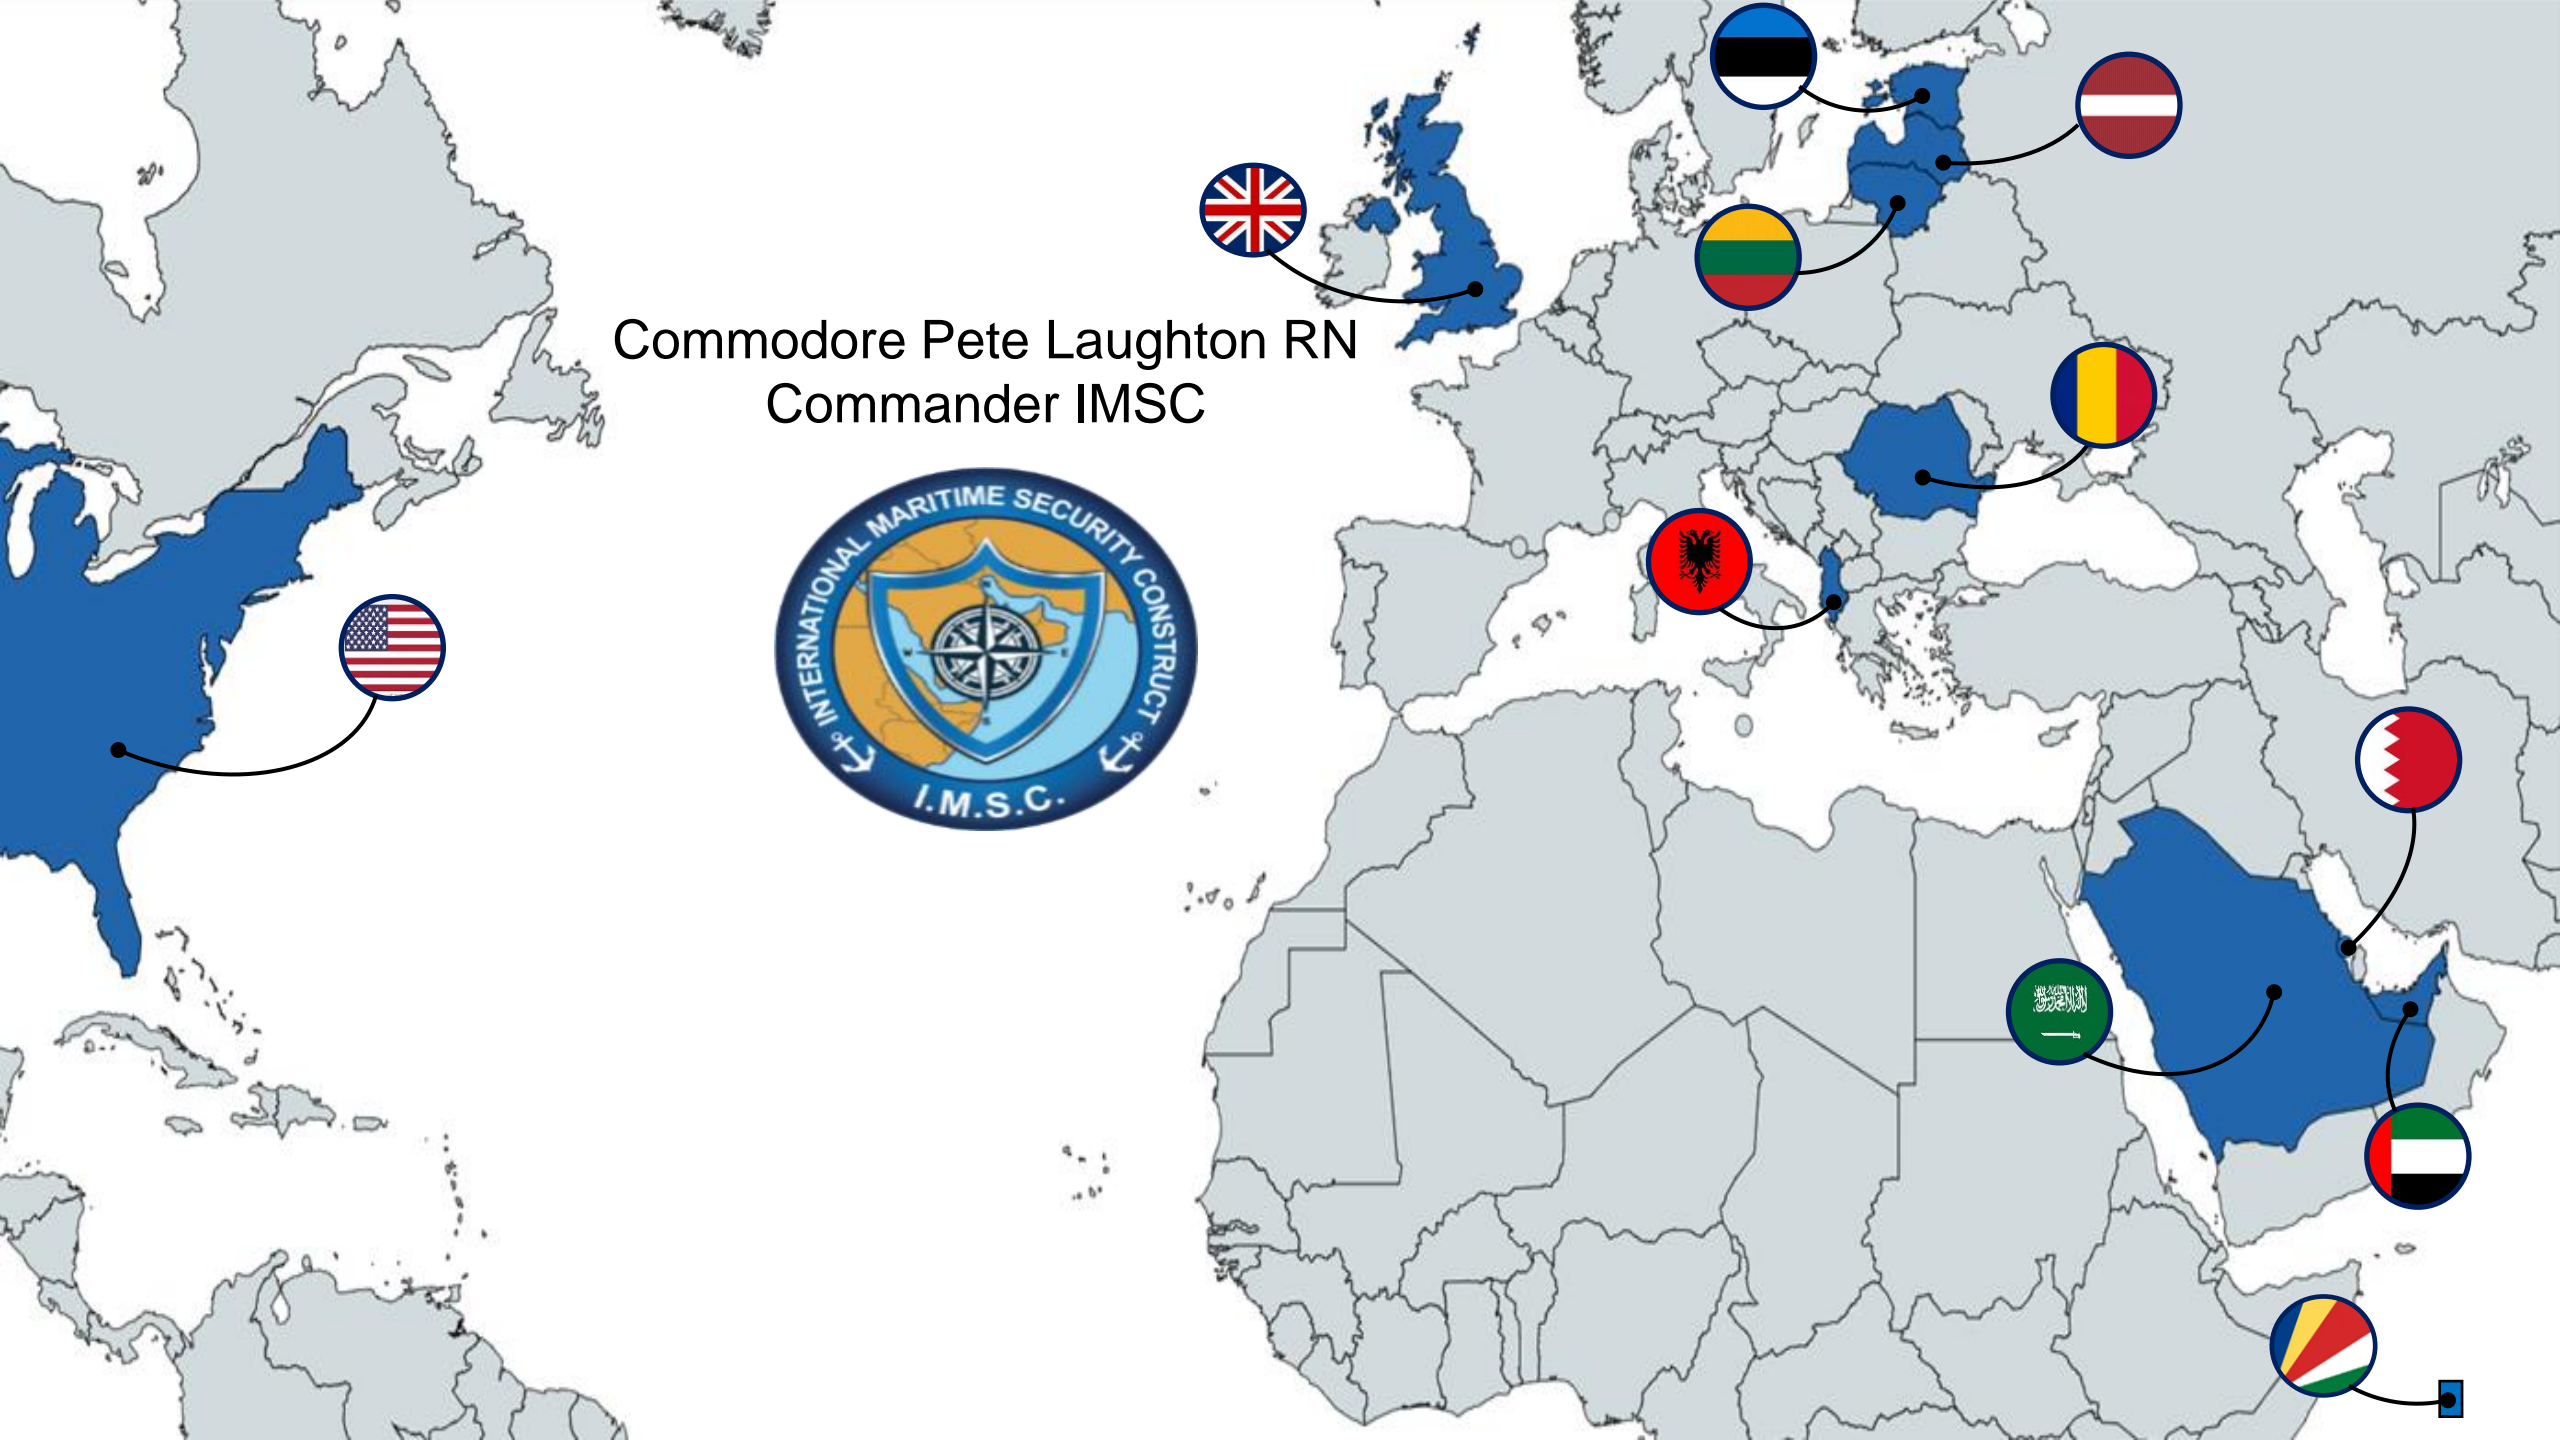 Commodore Pete Laughton RN
Commander IMSC
INTERNATIONAL MARITIME SECURITY CONSTRUCT
I.M.S.C.